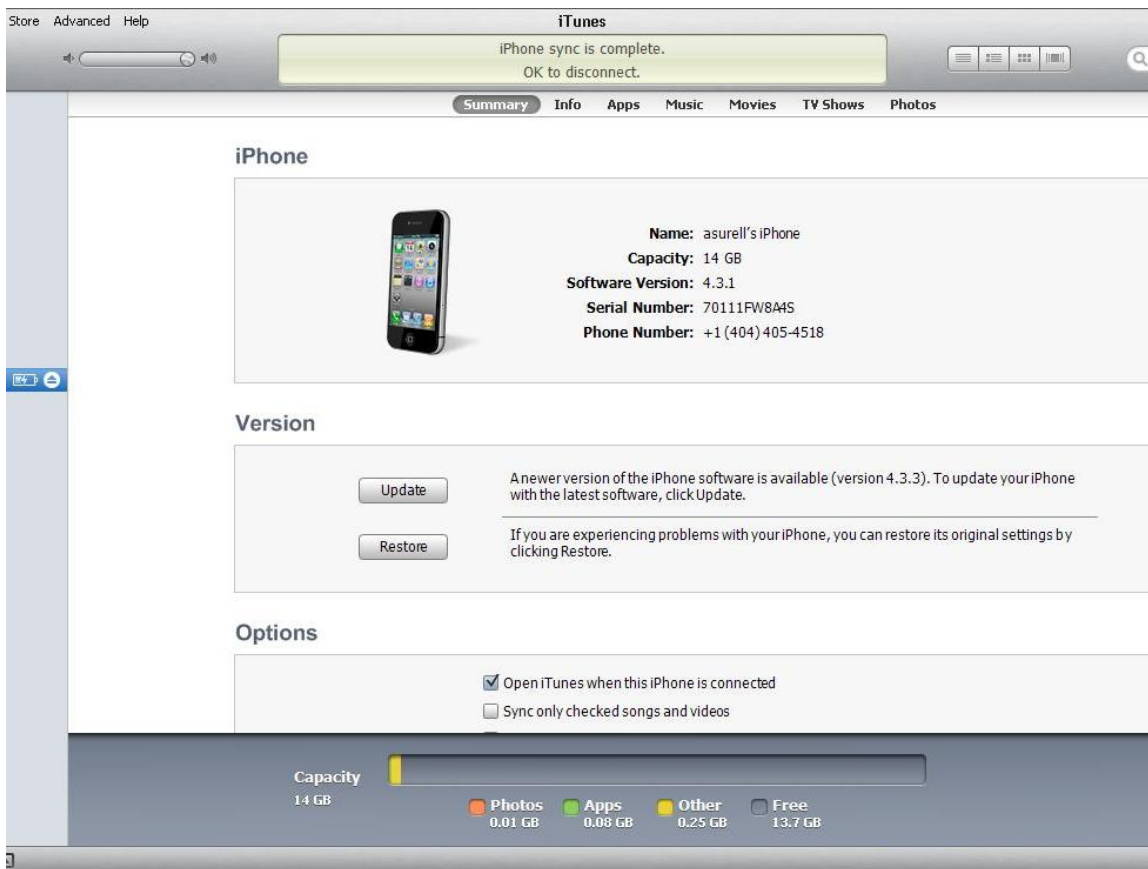 Store Advanced Help
iTunes
iPhone sync is complete.
OK to disconnect.
Summary Info Apps Music Movies TV Shows Photos
iPhone
Name: asurell's iPhone
Capacity: 14 GB
Software Version: 4.3.1
Serial Number: 70111FW8A4S
Phone Number: +1 (404) 405-4518
Version
Update
A newer version of the iPhone software is available (version 4.3.3). To update your iPhone
with the latest software, click Update.
Restore
If you are experiencing problems with your iPhone, you can restore its original settings by
clicking Restore.
Options
Open iTunes when this iPhone is connected
Sync only checked songs and videos
Capacity
14 GB
Photos Apps Other Free
0.01 GB 0.08 GB 0.25 GB 13.7 GB